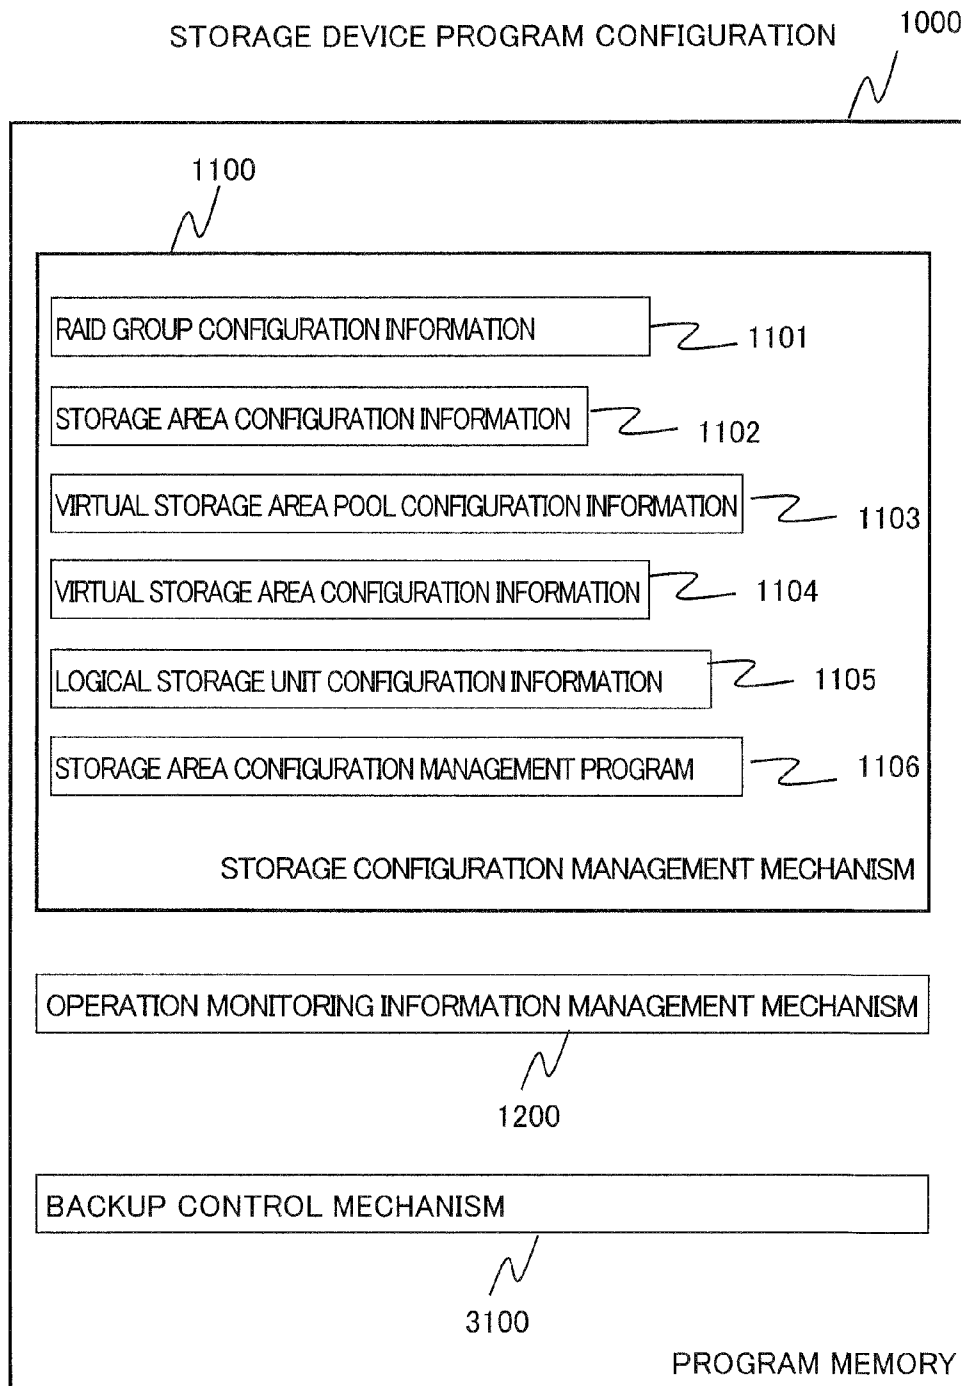 STORAGE DEVICE PROGRAM CONFIGURATION
1000
1100
RAID GROUP CONFIGURATION INFORMATION
1101
STORAGE AREA CONFIGURATION INFORMATION
1102
VIRTUAL STORAGE AREA POOL CONFIGURATION INFORMATION
1103
VIRTUAL STORAGE AREA CONFIGURATION INFORMATION
1104
LOGICAL STORAGE UNIT CONFIGURATION INFORMATION
1105
STORAGE AREA CONFIGURATION MANAGEMENT PROGRAM
1106
STORAGE CONFIGURATION MANAGEMENT MECHANISM
OPERATION MONITORING INFORMATION MANAGEMENT MECHANISM
1200
BACKUP CONTROL MECHANISM
3100
PROGRAM MEMORY